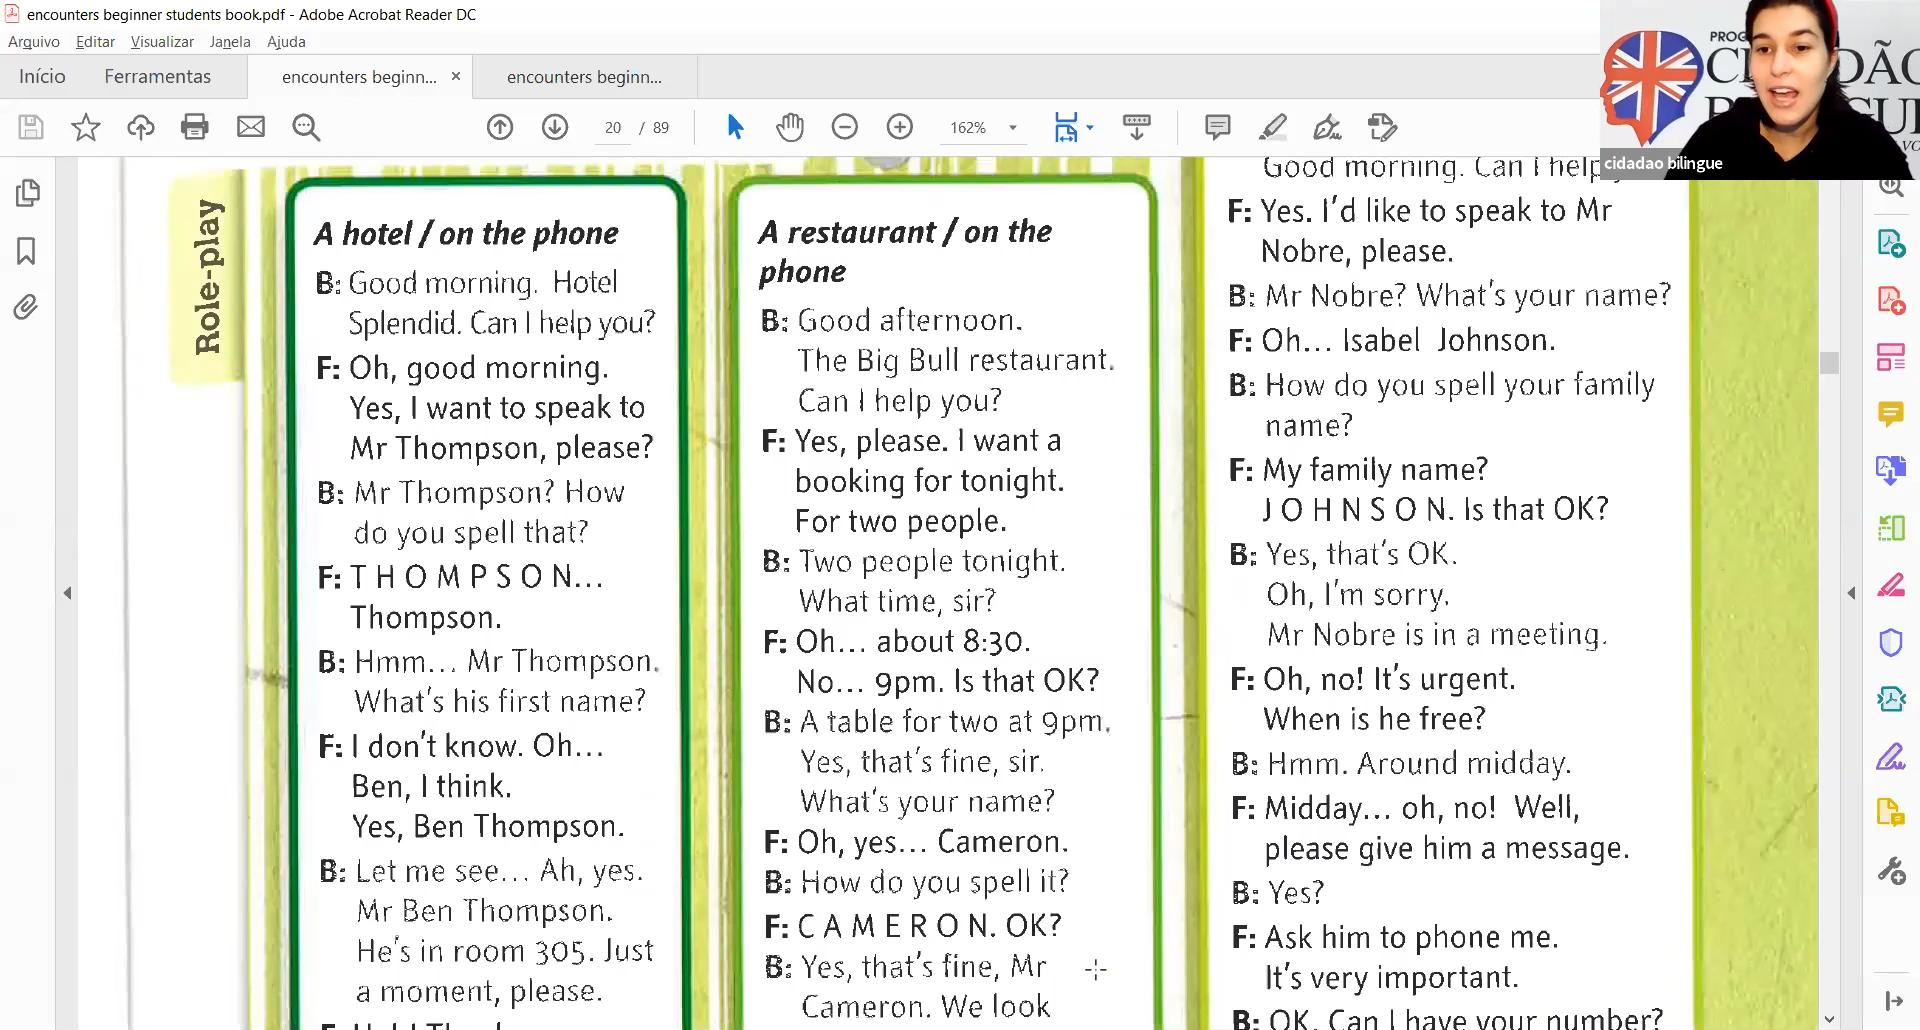 encounters beginner students book.pdf - Adobe Acrobat Reader DC
Arquivo Editar Visualizar Janela Ajuda
Início Ferramentas encounters beginn... × encounters beginn...
20 / 89 162%
PROG
CIDADÃO
cidadao bilingue
Role-play
A hotel / on the phone
B: Good morning. Hotel
Splendid. Can I help you?
F: Oh, good morning.
Yes, I want to speak to
Mr Thompson, please?
B: Mr Thompson? How
do you spell that?
F: T H O M P S O N...
Thompson.
B: Hmm... Mr Thompson.
What's his first name?
F: I don't know. Oh...
Ben, I think.
Yes, Ben Thompson.
B: Let me see... Ah, yes.
Mr Ben Thompson.
He's in room 305. Just
a moment, please.
A restaurant / on the
phone
B: Good afternoon.
The Big Bull restaurant.
Can I help you?
F: Yes, please. I want a
booking for tonight.
For two people.
B: Two people tonight.
What time, sir?
F: Oh... about 8:30.
No... 9pm. Is that OK?
B: A table for two at 9pm.
Yes, that's fine, sir.
What's your name?
F: Oh, yes... Cameron.
B: How do you spell it?
F: C A M E R O N. OK?
B: Yes, that's fine, Mr
Cameron. We look
Good morning. Can I help
F: Yes. I'd like to speak to Mr
Nobre, please.
B: Mr Nobre? What's your name?
F: Oh... Isabel Johnson.
B: How do you spell your family
name?
F: My family name?
J O H N S O N. Is that OK?
B: Yes, that's OK.
Oh, I'm sorry.
Mr Nobre is in a meeting.
F: Oh, no! It's urgent.
When is he free?
B: Hmm. Around midday.
F: Midday... oh, no! Well,
please give him a message.
B: Yes?
F: Ask him to phone me.
It's very important.
B: OK. Can I have your number?